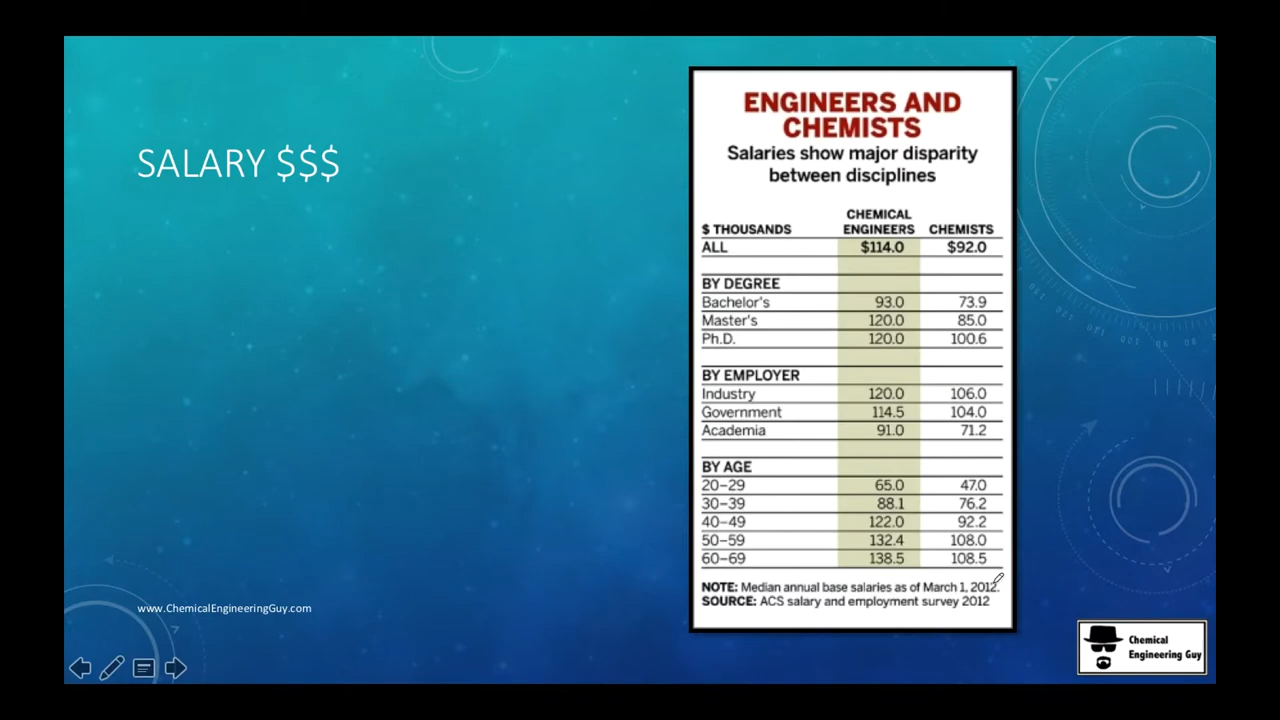 SALARY $$$
ENGINEERS AND
CHEMISTS
Salaries show major disparity
between disciplines
CHEMICAL
$ THOUSANDS ENGINEERS CHEMISTS
ALL $114.0 $92.0
BY DEGREE
Bachelor's 93.0 73.9
Master's 120.0 85.0
Ph.D. 120.0 100.6
BY EMPLOYER
Industry 120.0 106.0
Government 114.5 104.0
Academia 91.0 71.2
BY AGE
20–29 65.0 47.0
30–39 88.1 76.2
40–49 122.0 92.2
50–59 132.4 108.0
60–69 138.5 108.5
NOTE: Median annual base salaries as of March 1, 2012.
SOURCE: ACS salary and employment survey 2012
www.ChemicalEngineeringGuy.com
Chemical
Engineering Guy